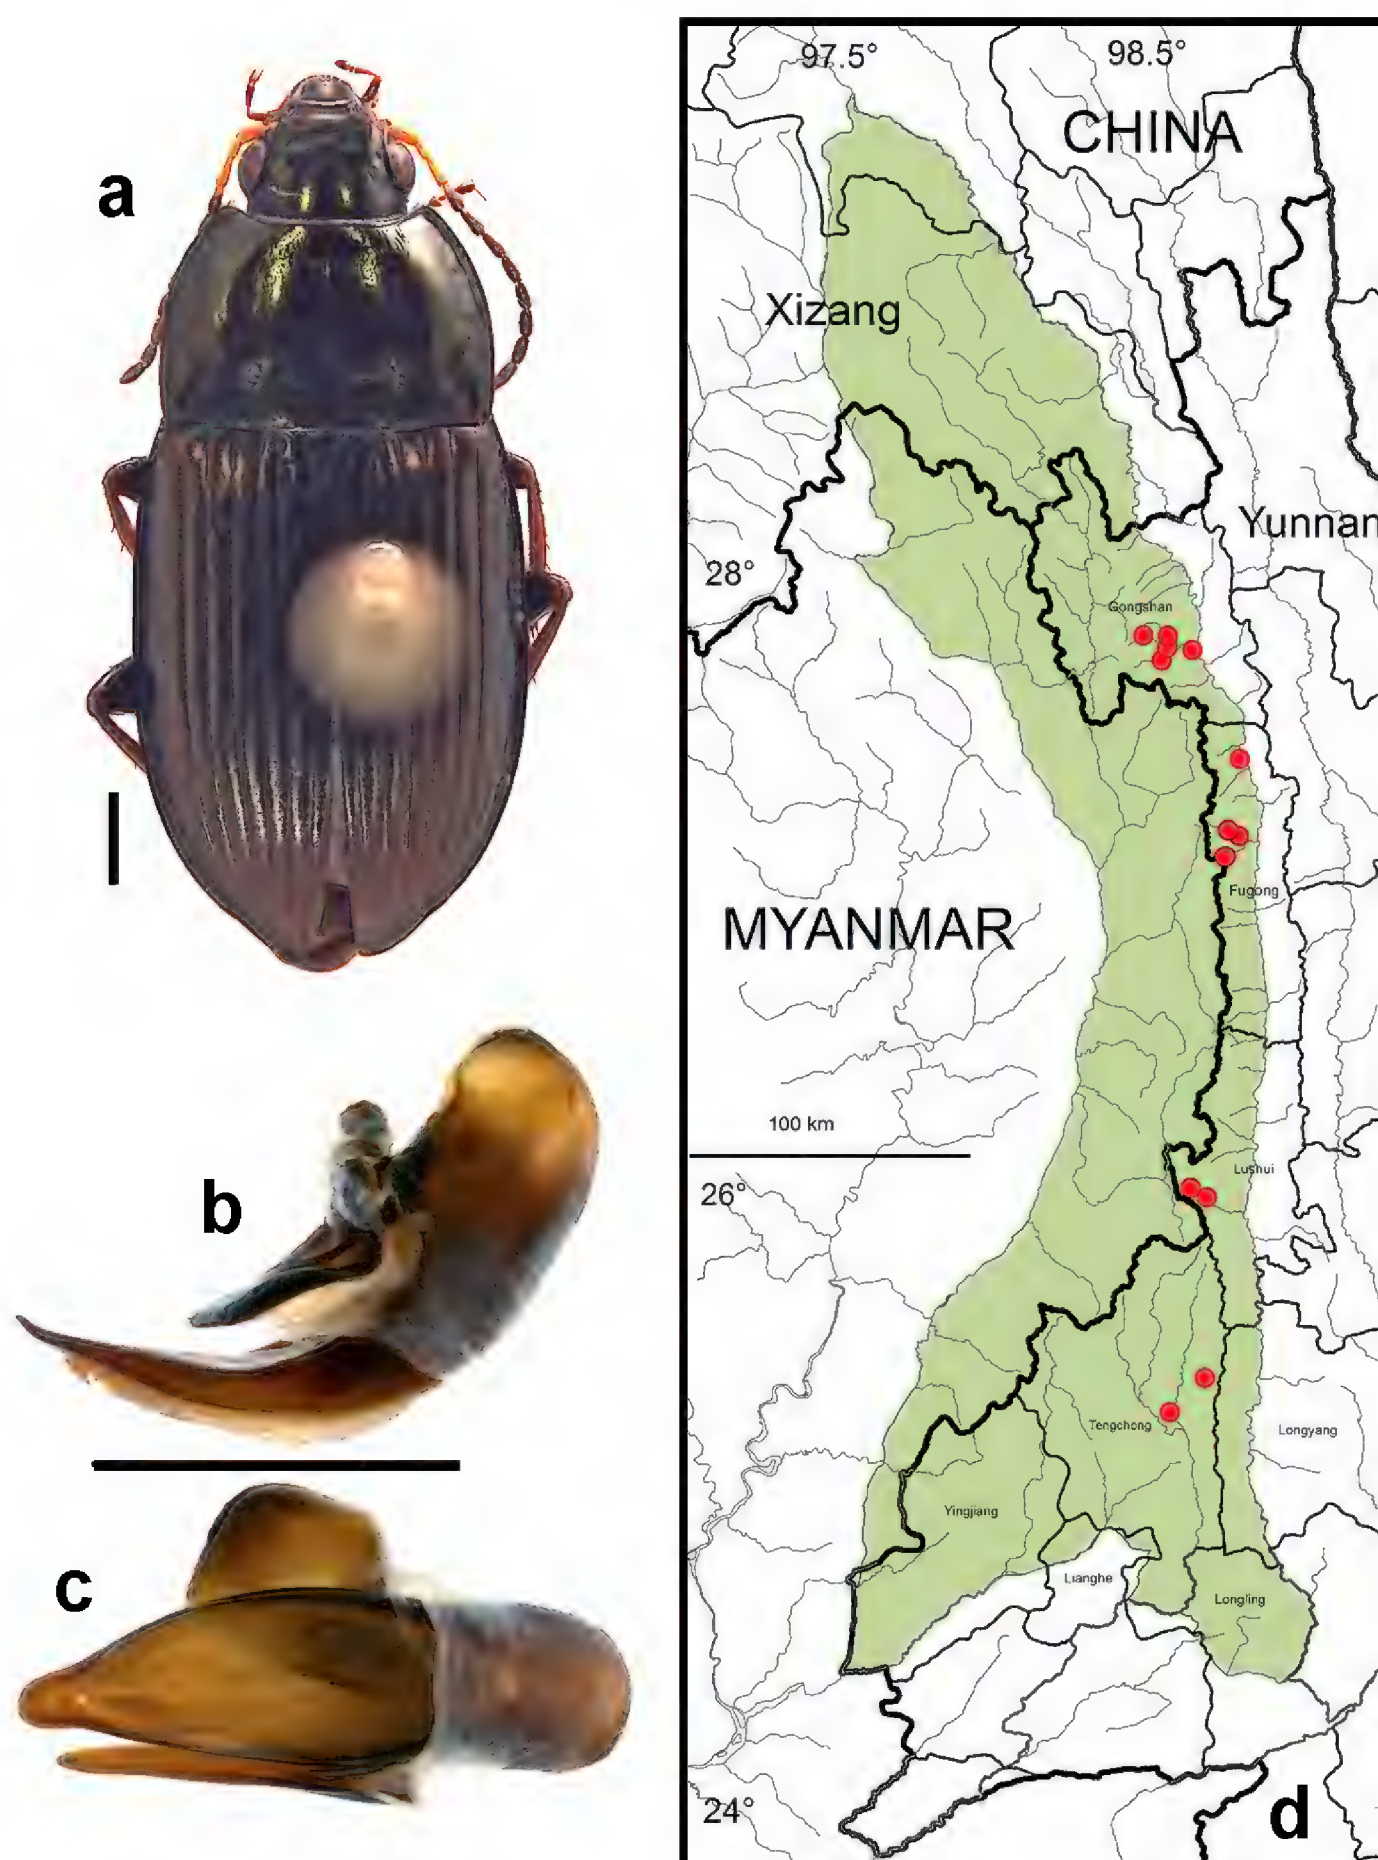 a
b
c
97.5°
98.5°
CHINA
Xizang
Yunnan
28°
Gongshan
MYANMAR
Fugong
100 km
26°
Lushui
Tengchong
Longyang
Yingjiang
Lianghe
Longling
24°
d